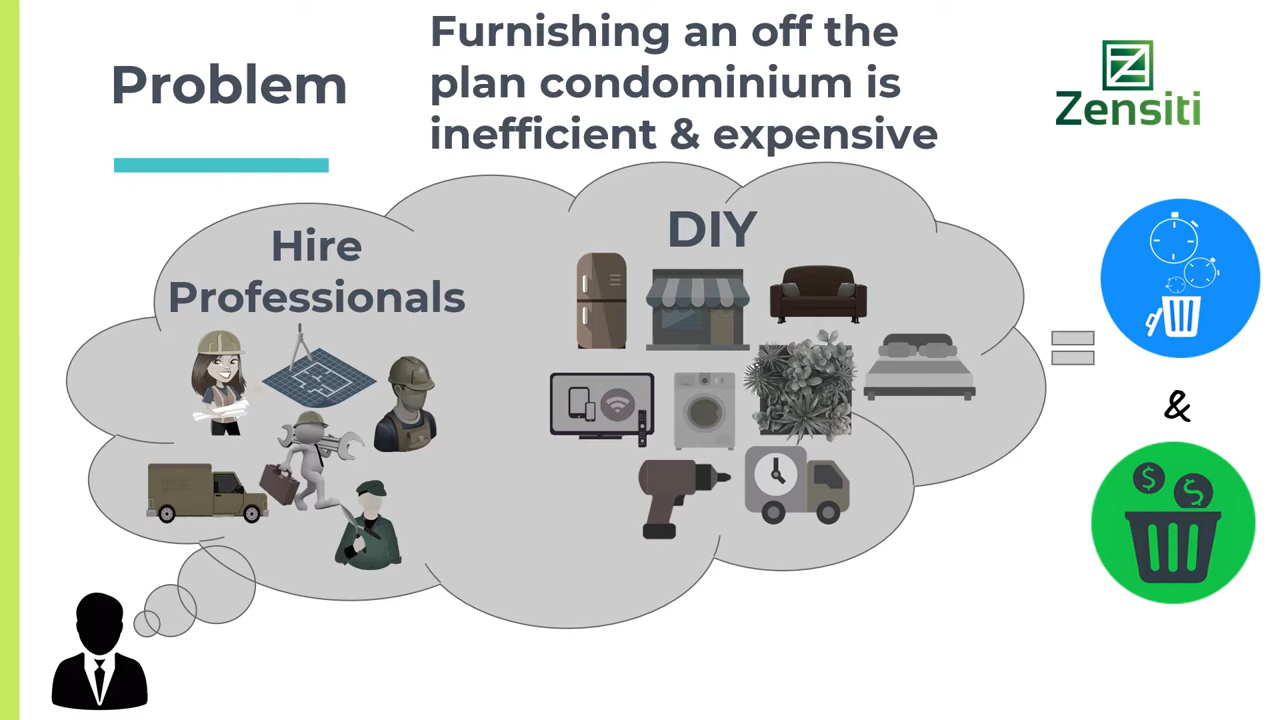 Problem
Furnishing an off the
plan condominium is
inefficient & expensive
Zensiti
Hire
Professionals
DIY
&
$
$